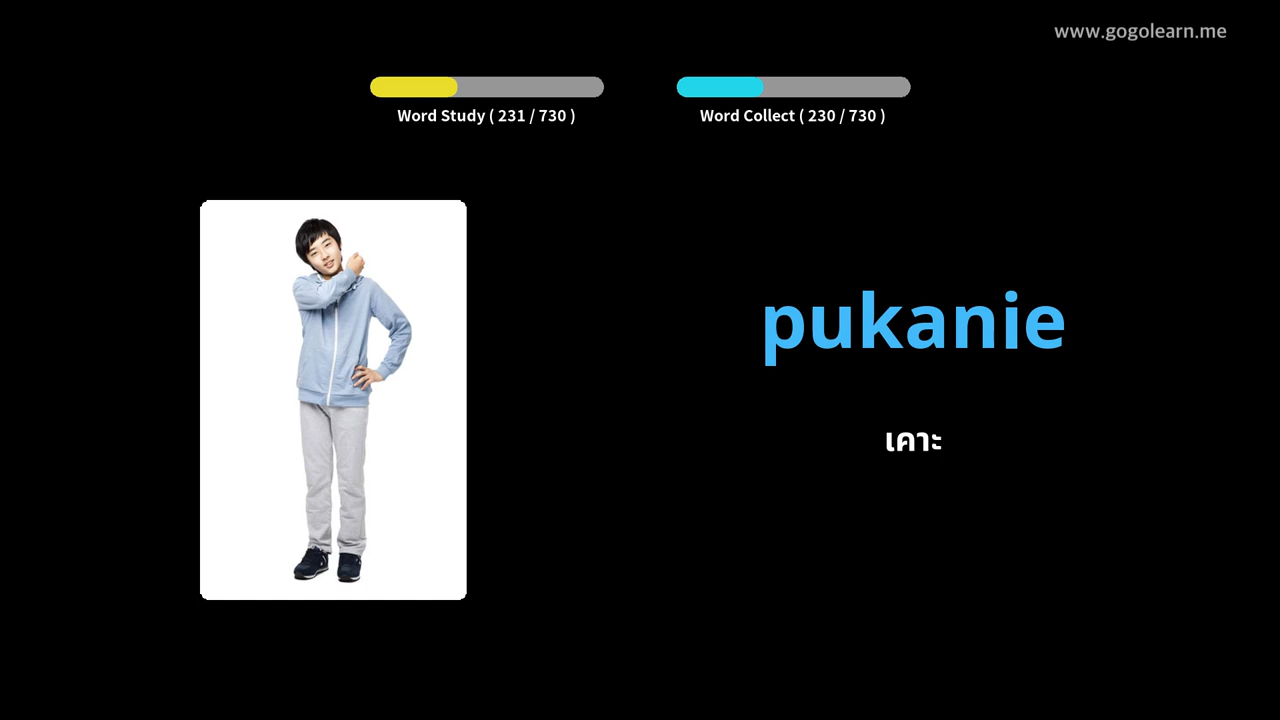 www.gogolearn.me
Word Study ( 231 / 730 )
Word Collect ( 230 / 730 )
pukanie
เคาะ